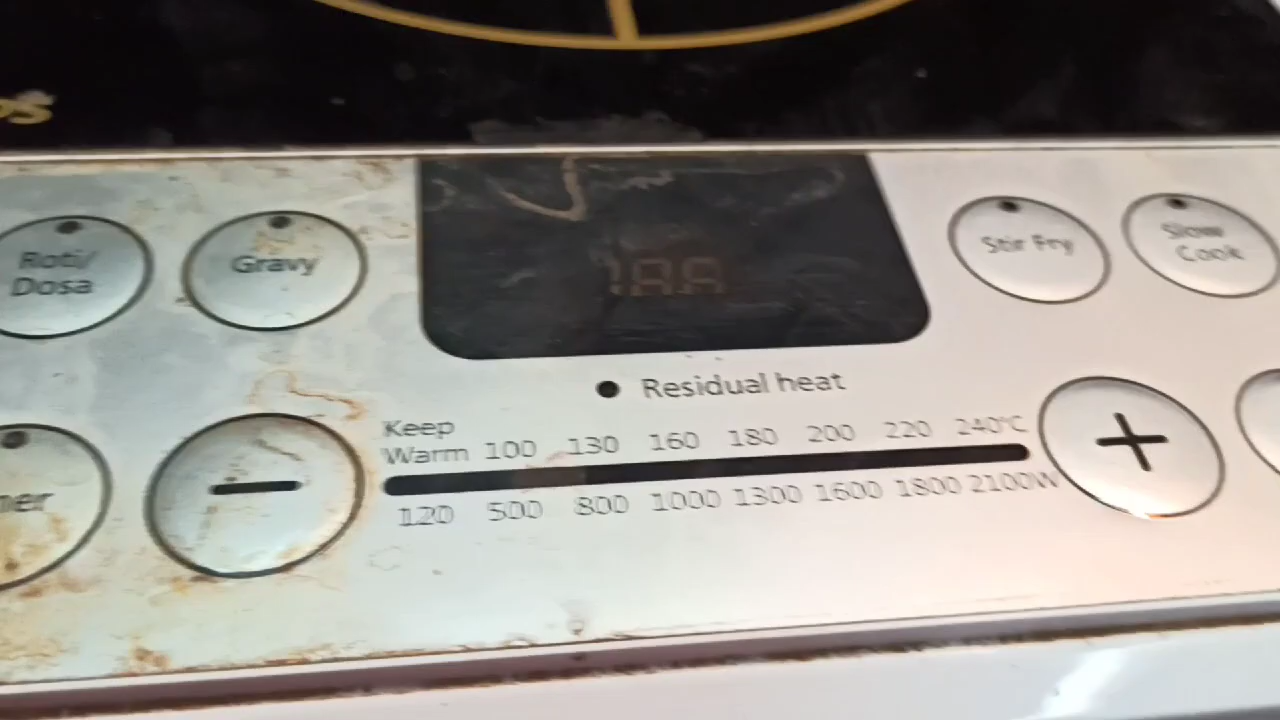 Roti/
Dosa
Gravy
Stir Fry
Slow
Cook
Residual heat
Keep
Warm 100 130 160 180 200 220 240°C
120 500 800 1000 1300 1600 1800 2100W